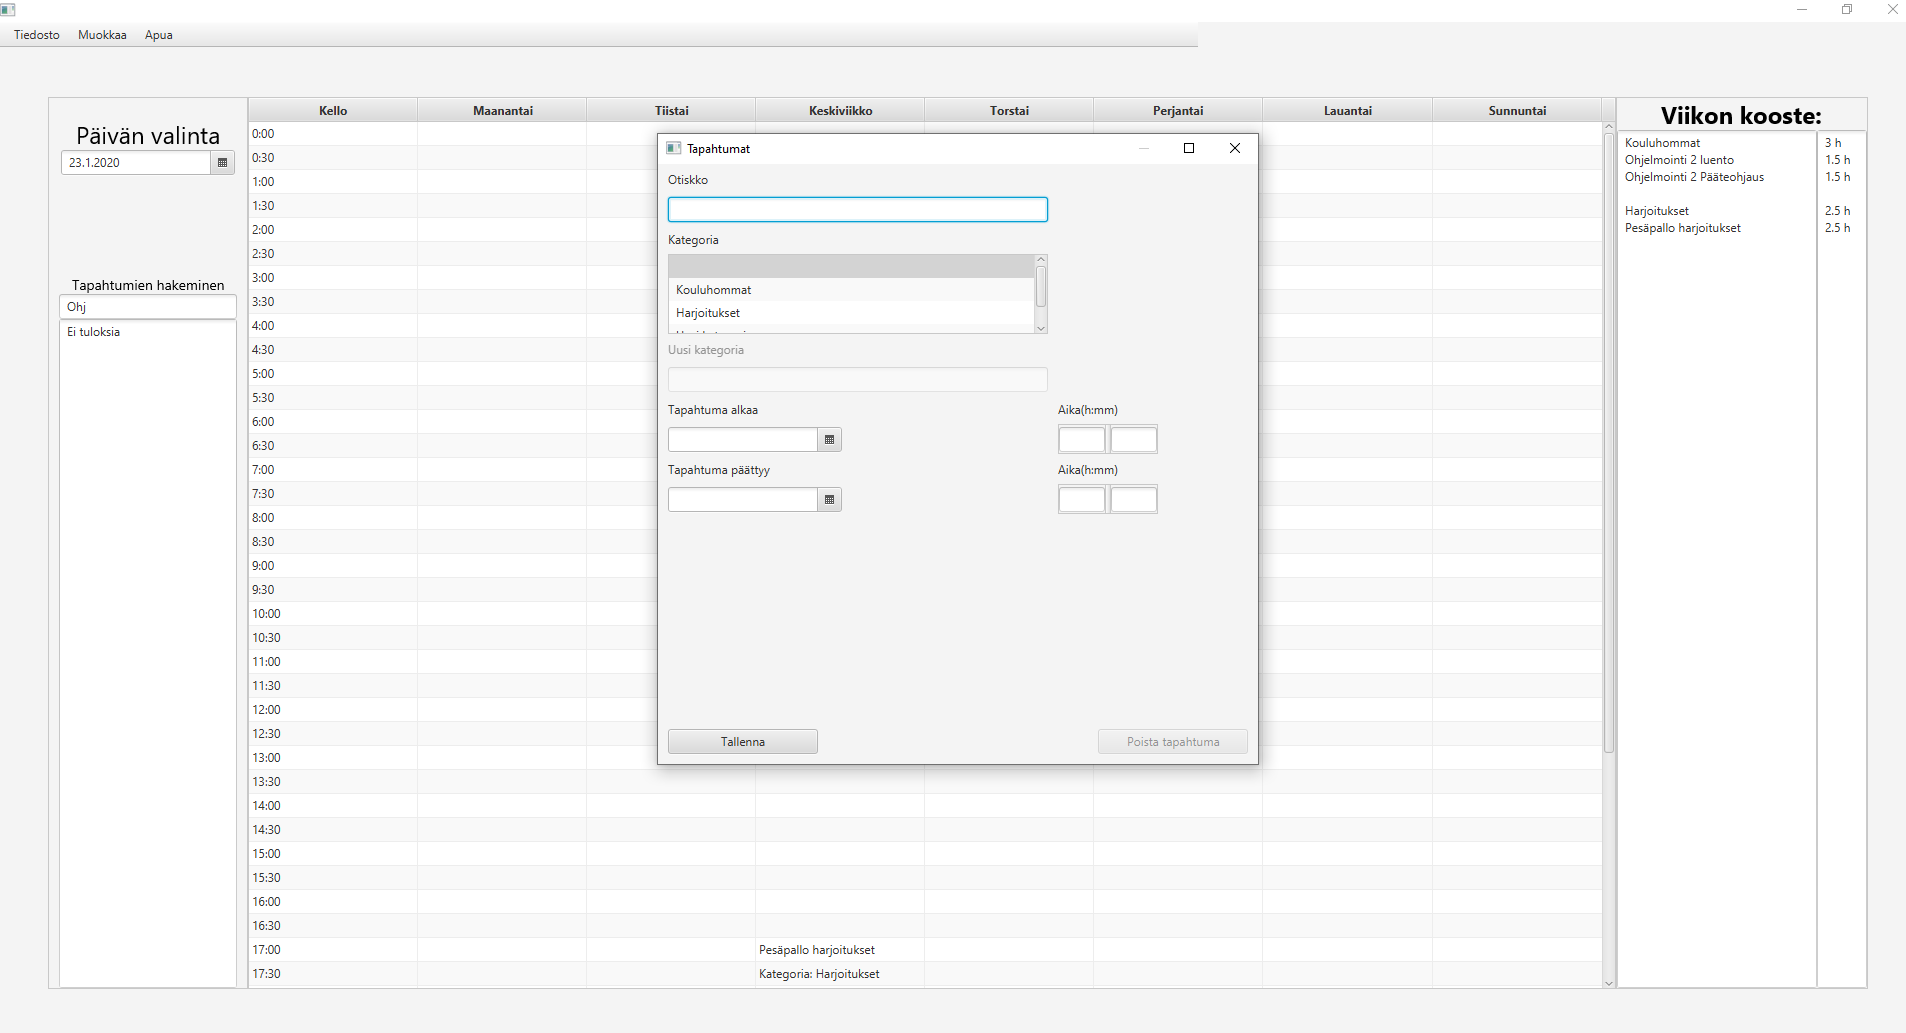 Tiedosto Muokkaa Apua
Päivän valinta
23.1.2020
Tapahtumien hakeminen
Ohj
Ei tuloksia
Kello Maanantai Tiistai Keskiviikko Torstai Perjantai Lauantai Sunnuntai
0:00
0:30
1:00
1:30
2:00
2:30
3:00
3:30
4:00
4:30
5:00
5:30
6:00
6:30
7:00
7:30
8:00
8:30
9:00
9:30
10:00
10:30
11:00
11:30
12:00
12:30
13:00
13:30
14:00
14:30
15:00
15:30
16:00
16:30
17:00 Pesäpallo harjoitukset
17:30 Kategoria: Harjoitukset
Tapahtumat
Otiskko
Kategoria
Kouluhommat
Harjoitukset
Uusi kategoria
Tapahtuma alkaa Aika(h:mm)
Tapahtuma päättyy Aika(h:mm)
Tallenna Poista tapahtuma
Viikon kooste:
Kouluhommat 3 h
Ohjelmointi 2 luento 1.5 h
Ohjelmointi 2 Pääteohjaus 1.5 h
Harjoitukset 2.5 h
Pesäpallo harjoitukset 2.5 h